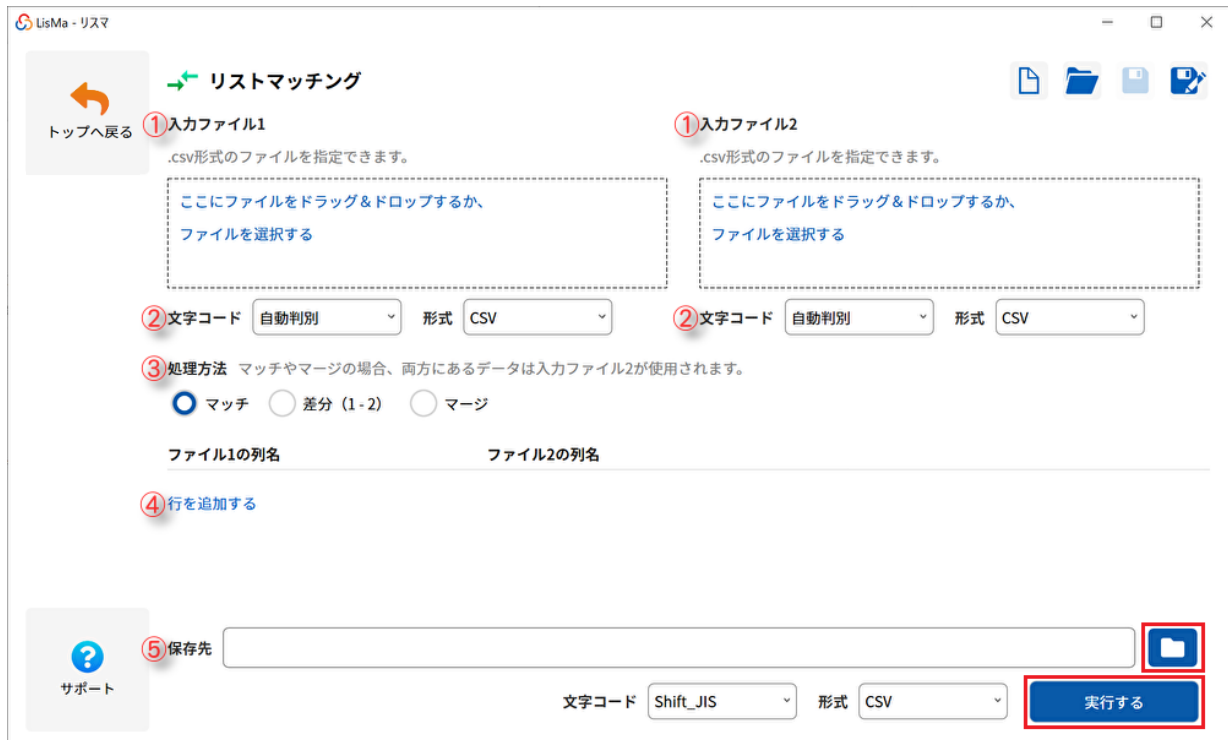 LisMa - リスマ
トップへ戻る
リストマッチング
①入力ファイル1
.csv形式のファイルを指定できます。
ここにファイルをドラッグ＆ドロップするか、
ファイルを選択する
②文字コード 自動判別 形式 CSV
①入力ファイル2
.csv形式のファイルを指定できます。
ここにファイルをドラッグ＆ドロップするか、
ファイルを選択する
②文字コード 自動判別 形式 CSV
③処理方法 マッチやマージの場合、両方にあるデータは入力ファイル2が使用されます。
マッチ 差分（1 - 2） マージ
ファイル1の列名 ファイル2の列名
④行を追加する
⑤保存先
文字コード Shift_JIS 形式 CSV 実行する
?
サポート